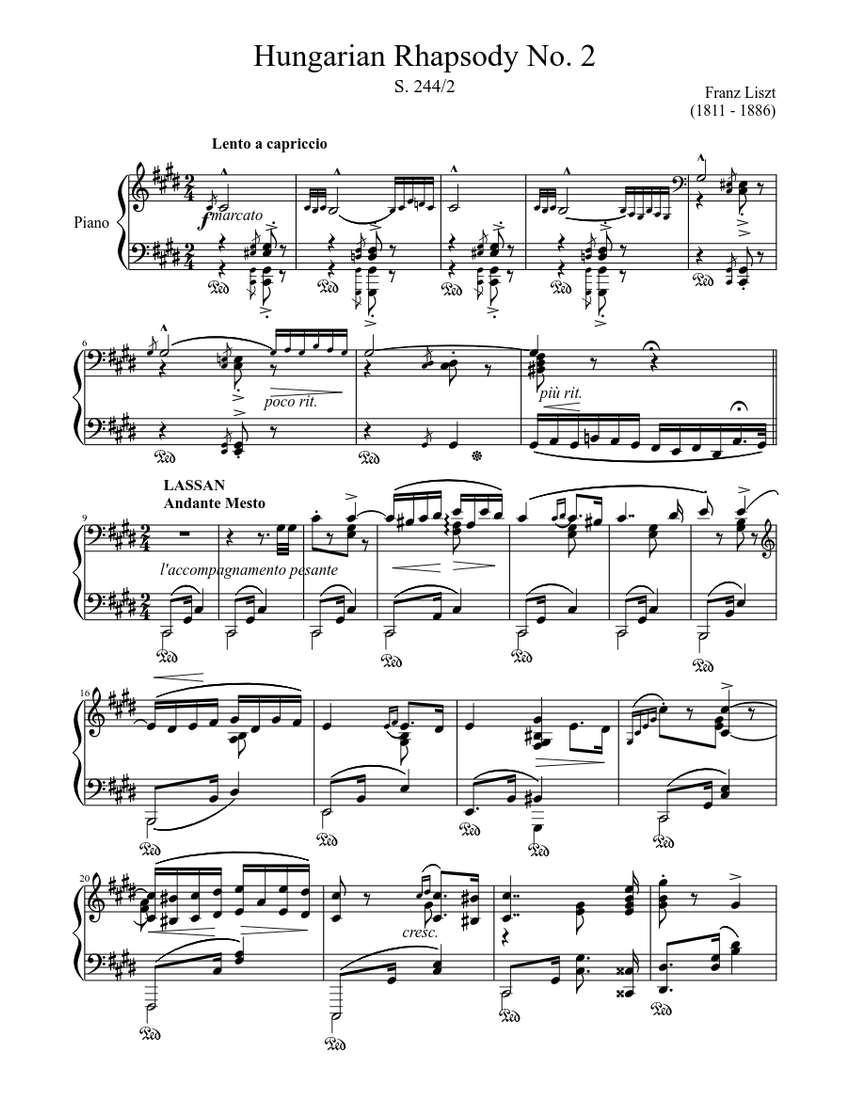 Hungarian Rhapsody No. 2
S. 244/2
Franz Liszt
(1811 - 1886)
Lento a capriccio
Piano
f marcato
6
poco rit.
più rit.
LASSAN
Andante Mesto
9
l'accompagnamento pesante
16
20
cresc.